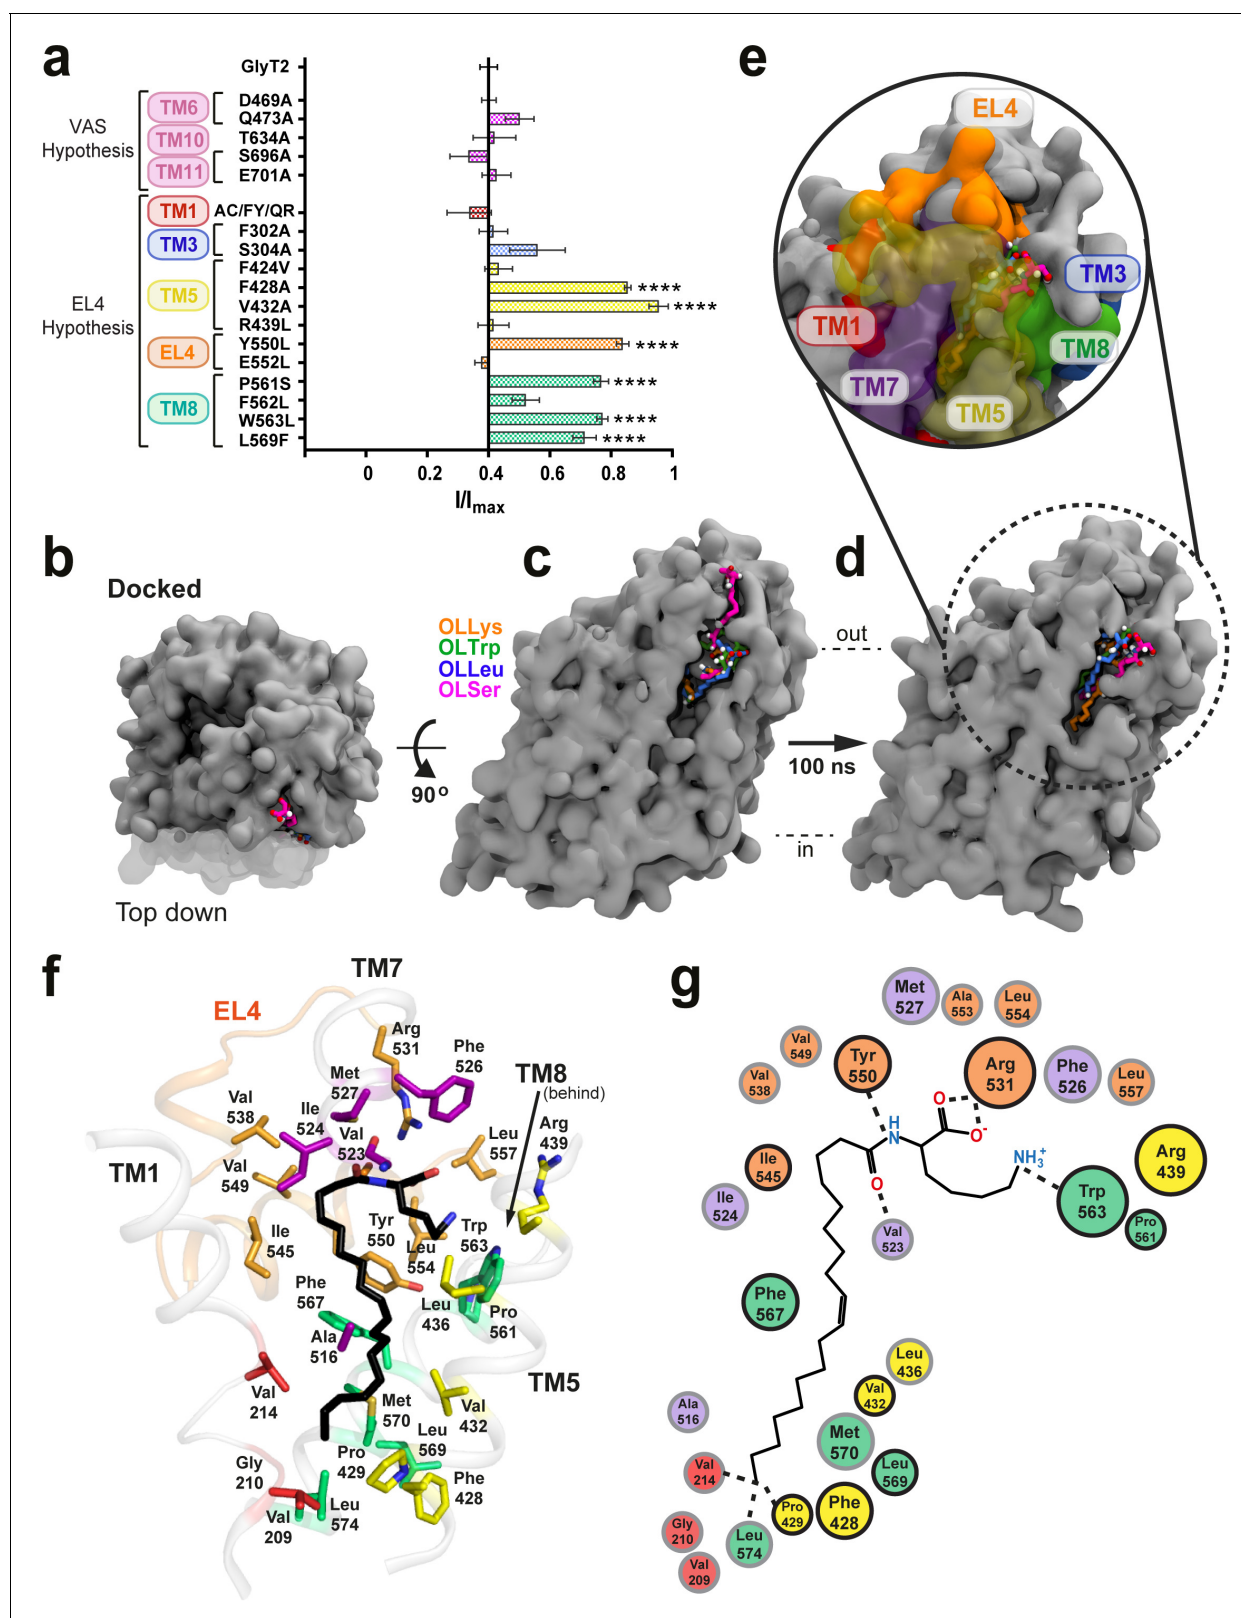 a
GlyT2
VAS
Hypothesis
TM6
D469A
Q473A
TM10
T634A
TM11
S696A
E701A
EL4
Hypothesis
TM1
AC/FY/QR
TM3
F302A
S304A
TM5
F424V
F428A
****
V432A
****
R439L
EL4
Y550L
****
E552L
TM8
P561S
****
F562L
W563L
****
L569F
****
0
0.2
0.4
0.6
0.8
1
I/Imax
e
EL4
TM3
TM1
TM8
TM7
TM5
b
Docked
Top down
90o
c
OLLys
OLTrp
OLLeu
OLSer
out
in
100 ns
d
f
TM7
EL4
Arg
531
Phe
526
Met
527
TM8
(behind)
Val
538
Ile
524
Val
523
Leu
557
Arg
439
TM1
Val
549
Tyr
550
Leu
554
Trp
563
Ile
545
Phe
567
Leu
436
Pro
561
Ala
516
TM5
Val
214
Met
570
Val
432
Leu
569
Pro
429
Phe
428
Gly
210
Val
209
Leu
574
g
Met
527
Ala
553
Leu
554
Val
549
Tyr
550
Arg
531
Phe
526
Leu
557
Val
538
O
O-
H
N
NH3+
O
Arg
439
Ile
545
Trp
563
Ile
524
Val
523
Pro
561
Phe
567
Leu
436
Val
432
Ala
516
Met
570
Leu
569
Val
214
Pro
429
Phe
428
Gly
210
Leu
574
Val
209